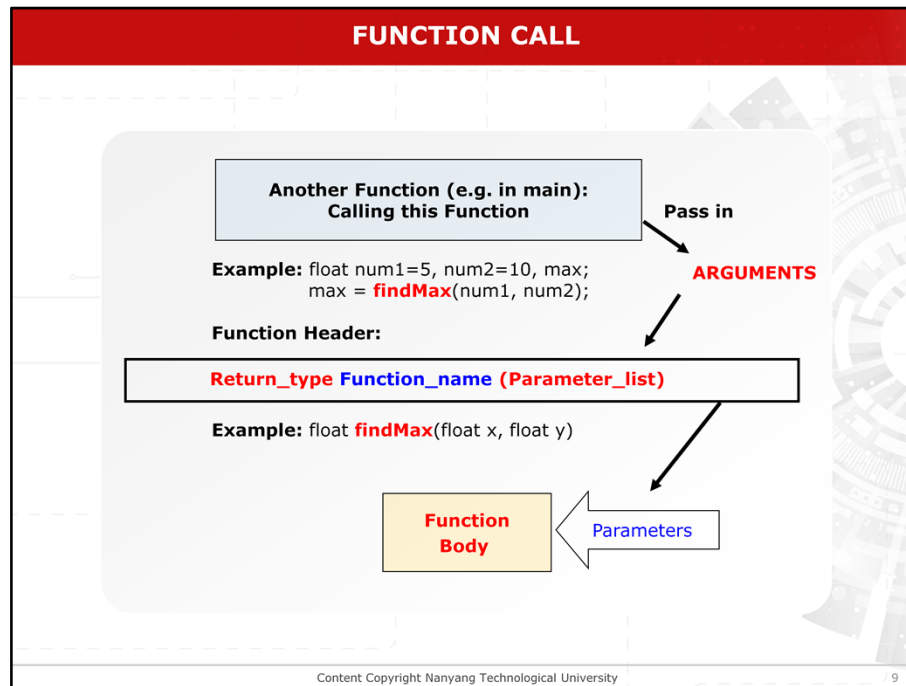 FUNCTION CALL
Another Function (e.g. in main):
Calling this Function
Pass in
Example: float num1=5, num2=10, max;
max = findMax(num1, num2);
ARGUMENTS
Function Header:
Return_type Function_name (Parameter_list)
Example: float findMax(float x, float y)
Function
Body
Parameters
Content Copyright Nanyang Technological University
9